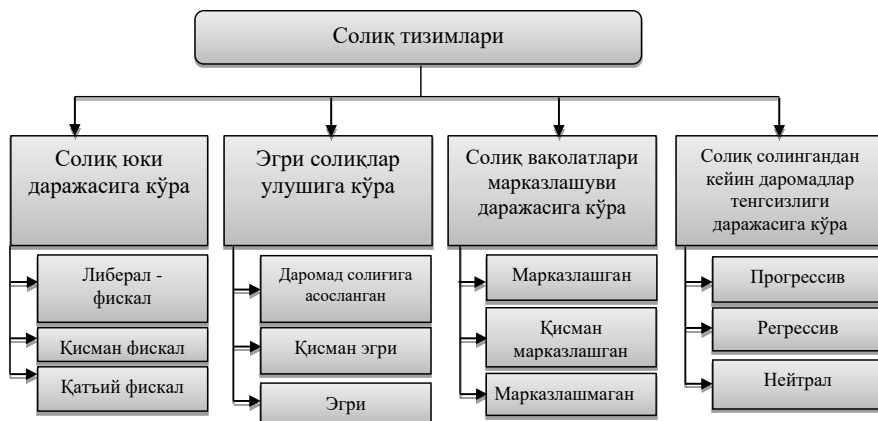 Солиқ тизимлари
Солиқ юки
даражасига кўра
Либерал -
фискал
Қисман фискал
Қатъий фискал
Эгри солиқлар
улушига кўра
Даромад солиғига
асосланган
Қисман эгри
Эгри
Солиқ ваколатлари
марказлашуви
даражасига кўра
Марказлашган
Қисман
марказлашган
Марказлашмаган
Солиқ солингандан
кейин даромадлар
тенгсизлиги
даражасига кўра
Прогрессив
Регрессив
Нейтрал